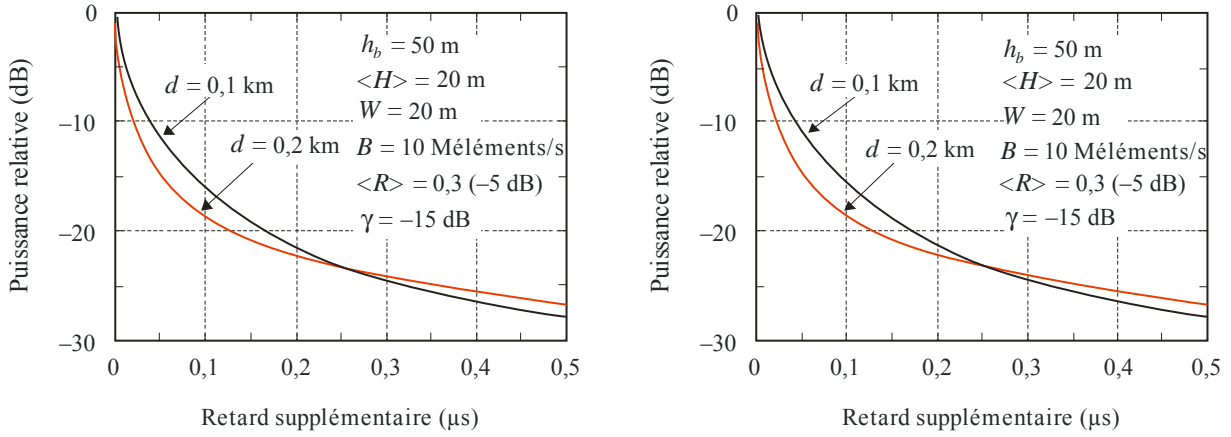 Puissance relative (dB)
0
–10
–20
–30
0
0,1
0,2
0,3
0,4
0,5
Retard supplémentaire (µs)
d = 0,1 km
d = 0,2 km
h_b = 50 m
<H> = 20 m
W = 20 m
B = 10 Méléments/s
<R> = 0,3 (–5 dB)
γ = –15 dB
Puissance relative (dB)
0
–10
–20
–30
0
0,1
0,2
0,3
0,4
0,5
Retard supplémentaire (µs)
d = 0,1 km
d = 0,2 km
h_b = 50 m
<H> = 20 m
W = 20 m
B = 10 Méléments/s
<R> = 0,3 (–5 dB)
γ = –15 dB